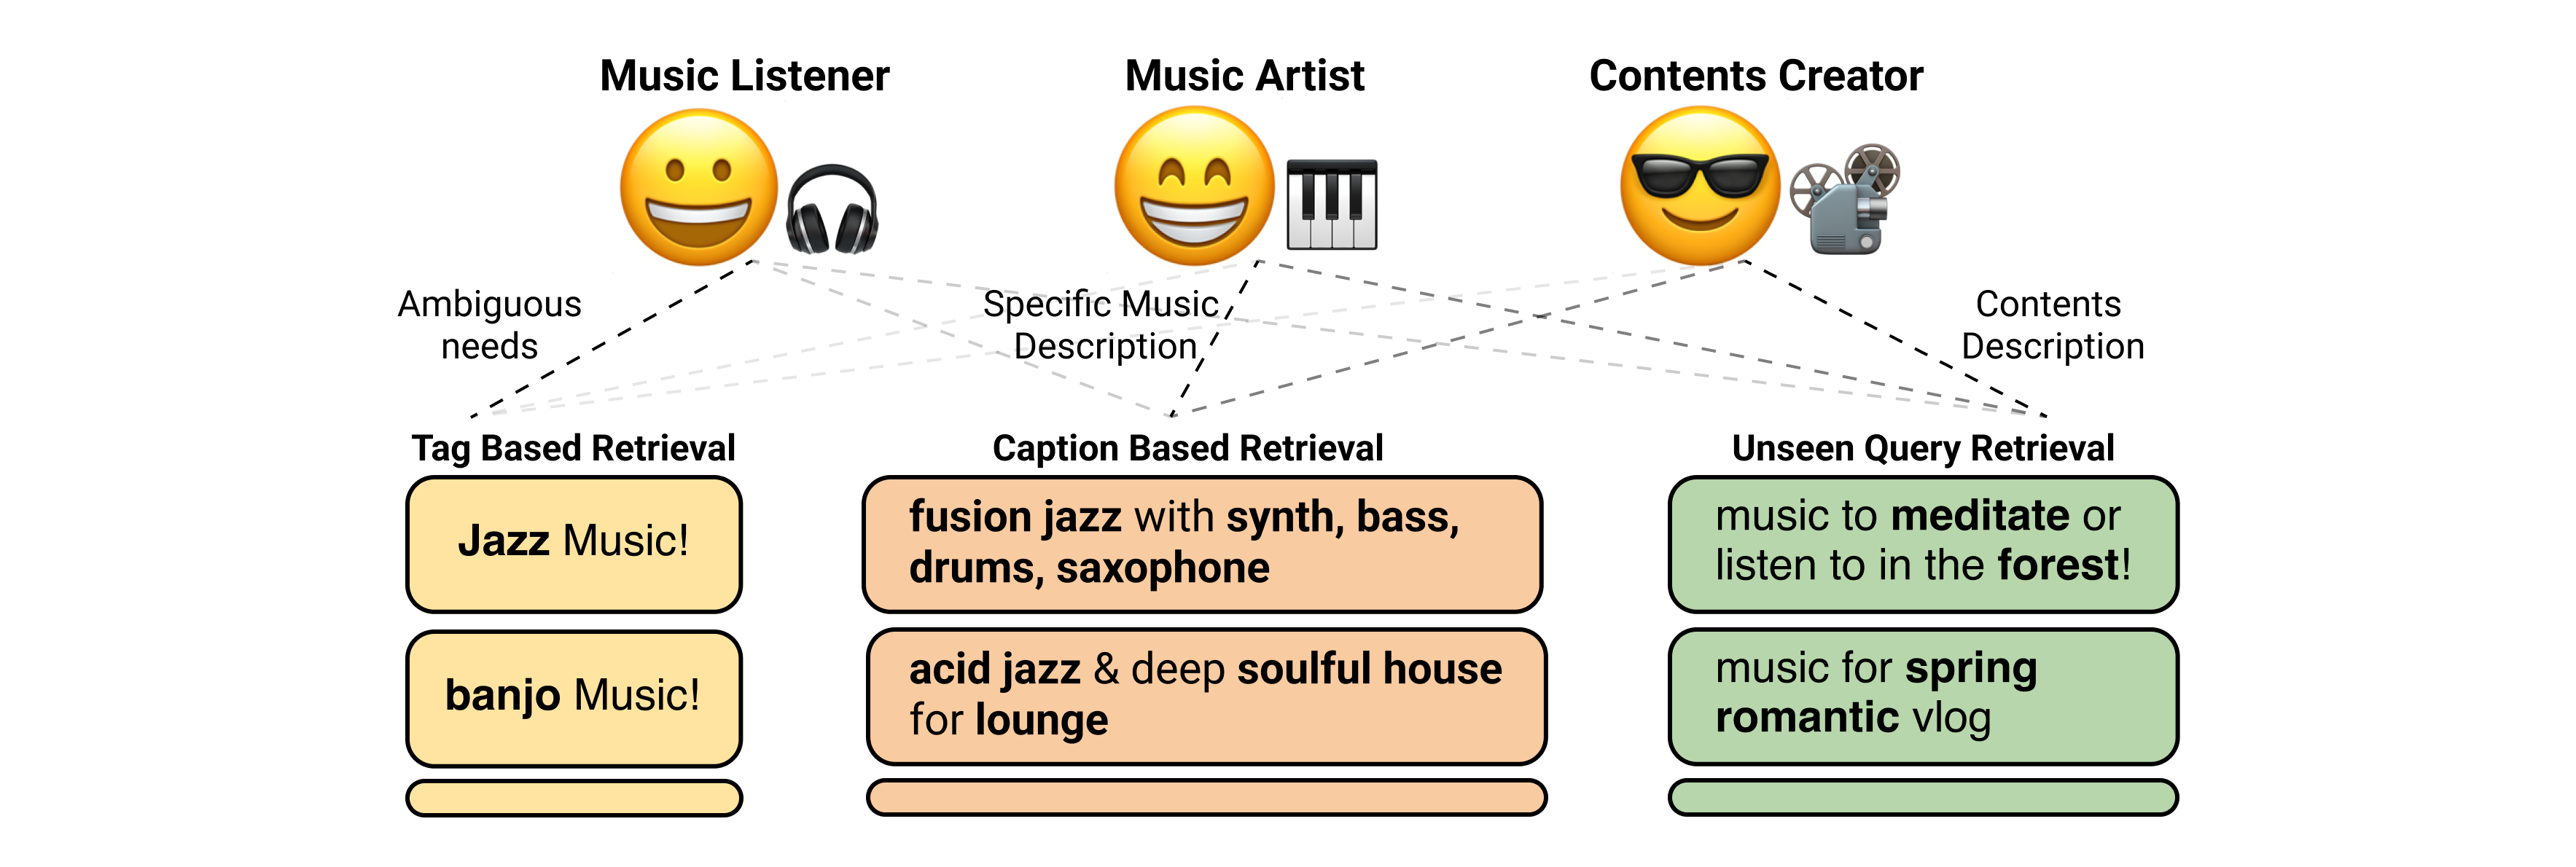 Music Listener
Music Artist
Contents Creator
Ambiguous
needs
Specific Music
Description
Contents
Description
Tag Based Retrieval
Caption Based Retrieval
Unseen Query Retrieval
Jazz Music!
banjo Music!
fusion jazz with synth, bass,
drums, saxophone
acid jazz & deep soulful house
for lounge
music to meditate or
listen to in the forest!
music for spring
romantic vlog